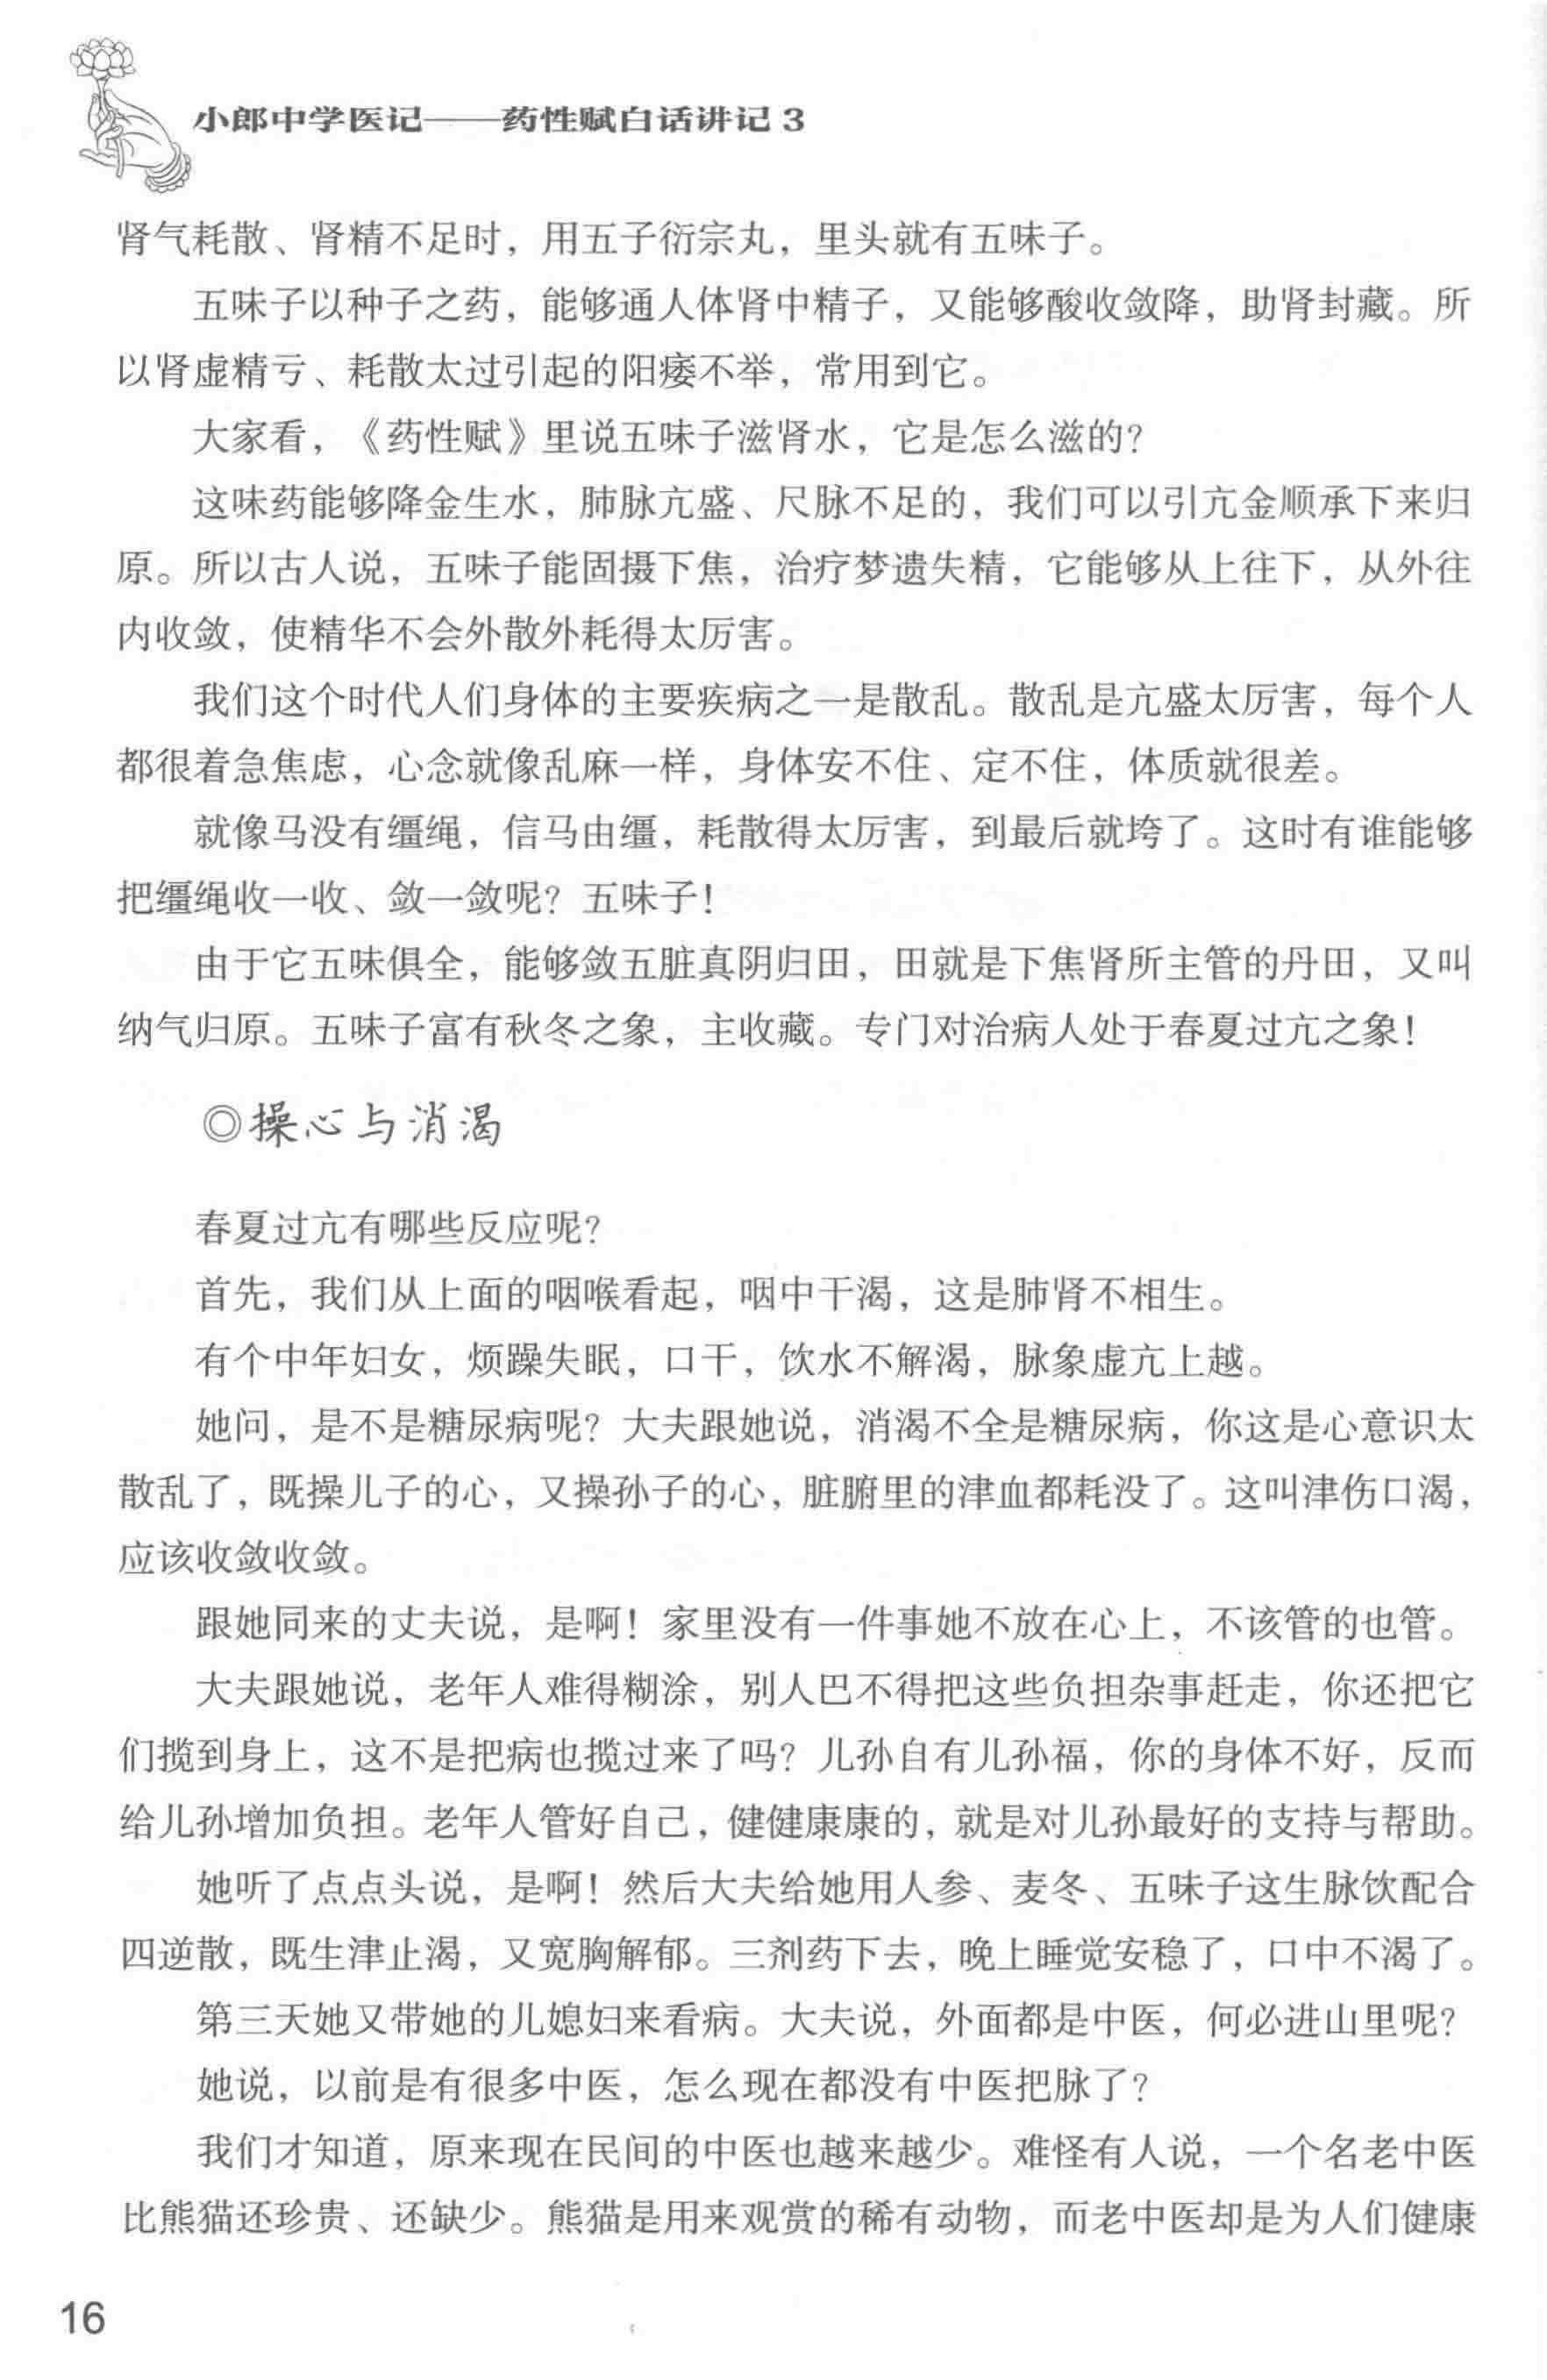 小郎中学医记——药性赋白话讲记 3
肾气耗散、肾精不足时，用五子衍宗丸，里头就有五味子。
五味子以种子之药，能够通人体肾中精子，又能够酸收敛降，助肾封藏。所
以肾虚精亏、耗散太过引起的阳痿不举，常用到它。
大家看，《药性赋》里说五味子滋肾水，它是怎么滋的？
这味药能够降金生水，肺脉亢盛、尺脉不足的，我们可以引亢金顺承下来归
原。所以古人说，五味子能固摄下焦，治疗梦遗失精，它能够从上往下，从外往
内收敛，使精华不会外散外耗得太厉害。
我们这个时代人们身体的主要疾病之一是散乱。散乱是亢盛太厉害，每个人
都很着急焦虑，心念就像乱麻一样，身体安不住、定不住，体质就很差。
就像马没有缰绳，信马由缰，耗散得太厉害，到最后就垮了。这时有谁能够
把缰绳收一收、敛一敛呢？五味子！
由于它五味俱全，能够敛五脏真阴归田，田就是下焦肾所主管的丹田，又叫
纳气归原。五味子富有秋冬之象，主收藏。专门对治病人处于春夏过亢之象！
◎操心与消渴
春夏过亢有哪些反应呢？
首先，我们从上面的咽喉看起，咽中干渴，这是肺肾不相生。
有个中年妇女，烦躁失眠，口干，饮水不解渴，脉象虚亢上越。
她问，是不是糖尿病呢？大夫跟她说，消渴不全是糖尿病，你这是心意识太
散乱了，既操儿子的心，又操孙子的心，脏腑里的津血都耗没了。这叫津伤口渴，
应该收敛收敛。
跟她同来的丈夫说，是啊！家里没有一件事她不放在心上，不该管的也管。
大夫跟她说，老年人难得糊涂，别人巴不得把这些负担杂事赶走，你还把它
们揽到身上，这不是把病也揽过来了吗？儿孙自有儿孙福，你的身体不好，反而
给儿孙增加负担。老年人管好自己，健健康康的，就是对儿孙最好的支持与帮助。
她听了点点头说，是啊！然后大夫给她用人参、麦冬、五味子这生脉饮配合
四逆散，既生津止渴，又宽胸解郁。三剂药下去，晚上睡觉安稳了，口中不渴了。
第三天她又带她的儿媳妇来看病。大夫说，外面都是中医，何必进山里呢？
她说，以前是有很多中医，怎么现在都没有中医把脉了？
我们才知道，原来现在民间的中医也越来越少。难怪有人说，一个名老中医
比熊猫还珍贵、还缺少。熊猫是用来观赏的稀有动物，而老中医却是为人们健康
16